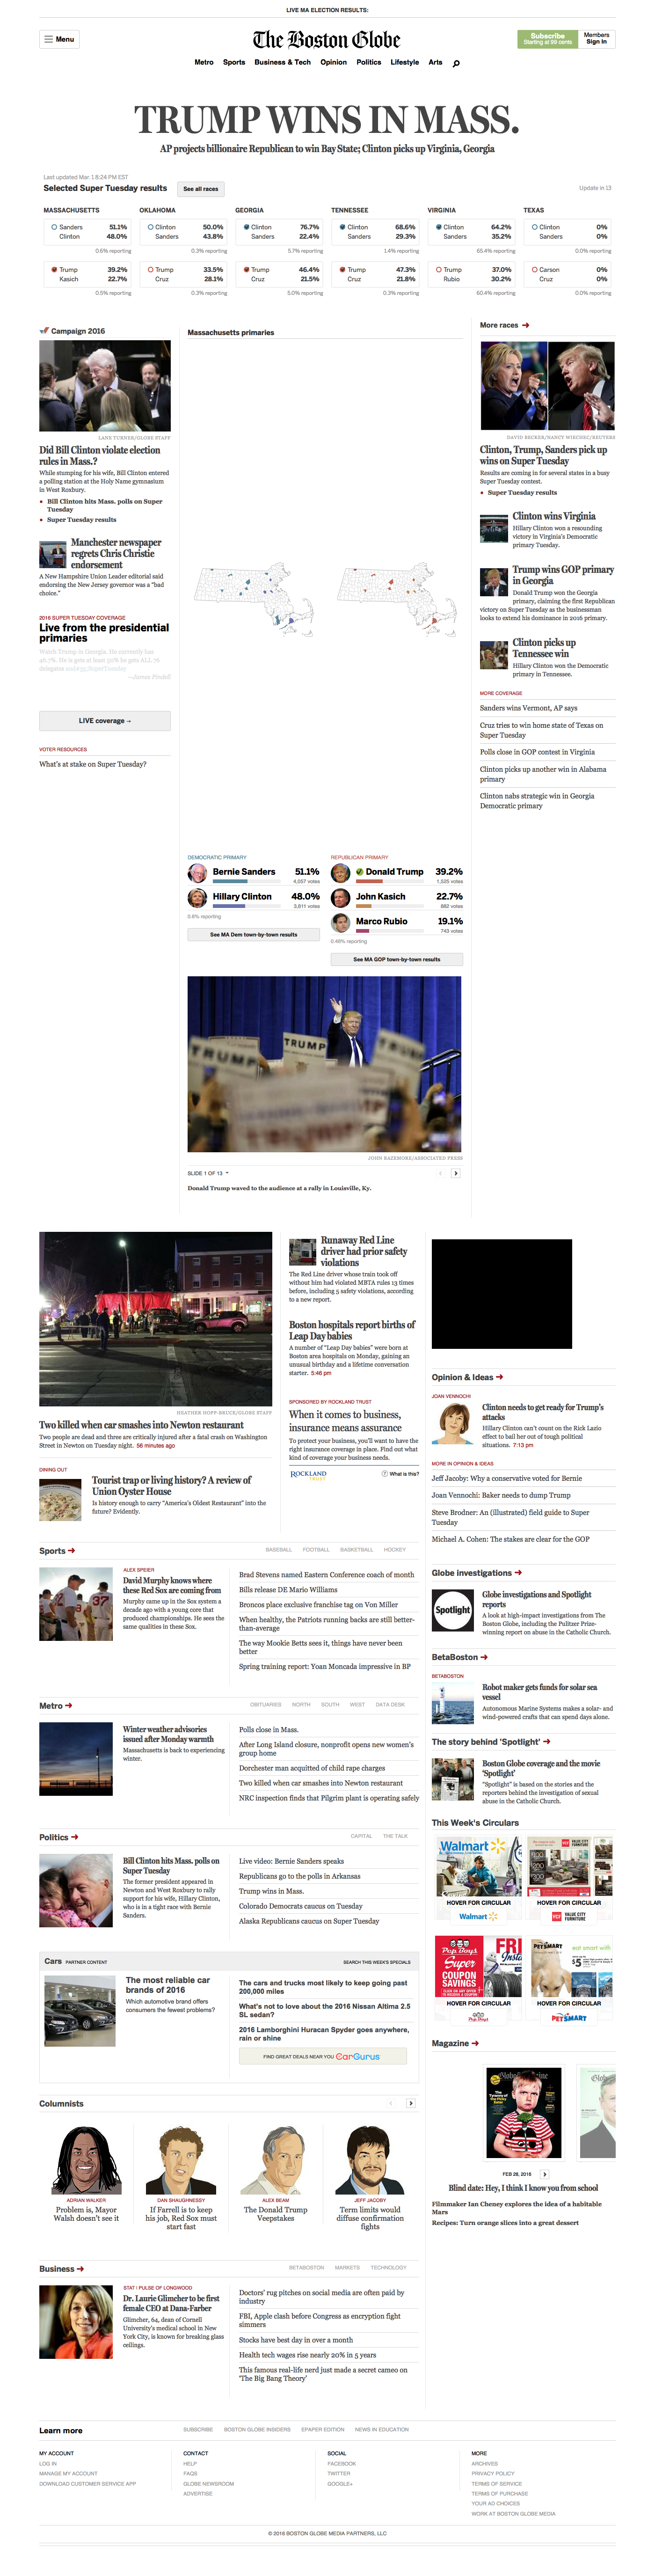 LIVE MA ELECTION RESULTS:
Menu
The Boston Globe
Subscribe
Starting at 99 cents
Members
Sign In
Metro Sports Business & Tech Opinion Politics Lifestyle Arts
TRUMP WINS IN MASS.
AP projects billionaire Republican to win Bay State; Clinton picks up Virginia, Georgia
Last updated Mar. 1 8:24 PM EST
Selected Super Tuesday results
See all races
Update in 13
MASSACHUSETTS
Sanders 51.1%
Clinton 48.0%
0.6% reporting
Trump 39.2%
Kasich 22.7%
0.5% reporting
OKLAHOMA
Clinton 50.0%
Sanders 43.8%
0.3% reporting
Trump 33.5%
Cruz 28.1%
0.3% reporting
GEORGIA
Clinton 76.7%
Sanders 22.4%
5.7% reporting
Trump 46.4%
Cruz 21.5%
5.0% reporting
TENNESSEE
Clinton 68.6%
Sanders 29.3%
1.4% reporting
Trump 47.3%
Cruz 21.8%
0.3% reporting
VIRGINIA
Clinton 64.2%
Sanders 35.2%
65.4% reporting
Trump 37.0%
Rubio 30.2%
60.4% reporting
TEXAS
Clinton 0%
Sanders 0%
0.0% reporting
Carson 0%
Cruz 0%
0.0% reporting
Campaign 2016
LANE TURNER/GLOBE STAFF
Did Bill Clinton violate election
rules in Mass.?
While stumping for his wife, Bill Clinton entered
a polling station at the Holy Name gymnasium
in West Roxbury.
Bill Clinton hits Mass. polls on Super
Tuesday
Super Tuesday results
Manchester newspaper
regrets Chris Christie
endorsement
A New Hampshire Union Leader editorial said
endorsing the New Jersey governor was a "bad
choice."
2016 SUPER TUESDAY COVERAGE
Live from the presidential
primaries
Watch Trump in Georgia. He currently has
48.7%. He is gets at least 50% he gets ALL 76
delegates
—James Pindell
LIVE coverage →
VOTER RESOURCES
What's at stake on Super Tuesday?
Massachusetts primaries
DEMOCRATIC PRIMARY
Bernie Sanders 51.1%
4,057 votes
Hillary Clinton 48.0%
3,811 votes
0.6% reporting
See MA Dem town-by-town results
REPUBLICAN PRIMARY
Donald Trump 39.2%
1,525 votes
John Kasich 22.7%
882 votes
Marco Rubio 19.1%
743 votes
0.46% reporting
See MA GOP town-by-town results
TRUMP
TRUMP
JOHN BAZEMORE/ASSOCIATED PRESS
SLIDE 1 OF 13
Donald Trump waved to the audience at a rally in Louisville, Ky.
More races
DAVID BECKER/NANCY WIECHEC/REUTERS
Clinton, Trump, Sanders pick up
wins on Super Tuesday
Results are coming in for several states in a busy
Super Tuesday contest.
Super Tuesday results
Clinton wins Virginia
Hillary Clinton won a resounding
victory in Virginia's Democratic
primary Tuesday.
Trump wins GOP primary
in Georgia
Donald Trump won the Georgia
primary, claiming the first Republican
victory on Super Tuesday as the businessman
looks to extend his dominance in 2016 primary.
Clinton picks up
Tennessee win
Hillary Clinton won the Democratic
primary in Tennessee.
MORE COVERAGE
Sanders wins Vermont, AP says
Cruz tries to win home state of Texas on
Super Tuesday
Polls close in GOP contest in Virginia
Clinton picks up another win in Alabama
primary
Clinton nabs strategic win in Georgia
Democratic primary
HEATHER HOPP-BRUCE/GLOBE STAFF
Two killed when car smashes into Newton restaurant
Two people are dead and three are critically injured after a fatal crash on Washington
Street in Newton on Tuesday night. 56 minutes ago
DINING OUT
Tourist trap or living history? A review of
Union Oyster House
Is history enough to carry "America's Oldest Restaurant" into the
future? Evidently.
Runaway Red Line
driver had prior safety
violations
The Red Line driver whose train took off
without him had violated MBTA rules 13 times
before, including 5 safety violations, according
to a new report.
Boston hospitals report births of
Leap Day babies
A number of "Leap Day babies" were born at
Boston area hospitals on Monday, gaining an
unusual birthday and a lifetime conversation
starter. 5:46 pm
SPONSORED BY ROCKLAND TRUST
When it comes to business,
insurance means assurance
To protect your business, you'll want to have the
right insurance coverage in place. Find out what
kind of coverage your business needs.
ROCKLAND
TRUST
What is this?
Opinion & Ideas
JOAN VENNOCHI
Clinton needs to get ready for Trump's
attacks
Hillary Clinton can't count on the Rick Lazio
effect to bail her out of tough political
situations. 7:13 pm
MORE IN OPINION & IDEAS
Jeff Jacoby: Why a conservative voted for Bernie
Joan Vennochi: Baker needs to dump Trump
Steve Brodner: An (illustrated) field guide to Super
Tuesday
Michael A. Cohen: The stakes are clear for the GOP
Globe investigations
Spotlight
Globe investigations and Spotlight
reports
A look at high-impact investigations from The
Boston Globe, including the Pulitzer Prize-
winning report on abuse in the Catholic Church.
BetaBoston
BETABOSTON
Robot maker gets funds for solar sea
vessel
Autonomous Marine Systems makes a solar- and
wind-powered crafts that can spend days alone.
The story behind 'Spotlight'
Boston Globe coverage and the movie
'Spotlight'
"Spotlight" is based on the stories and the
reporters behind the investigation of sexual
abuse in the Catholic Church.
This Week's Circulars
Walmart
HOVER FOR CIRCULAR
Walmart
HOVER FOR CIRCULAR
VALUE CITY
FURNITURE
Pep Boys
Super
COUPON
SAVINGS
HOVER FOR CIRCULAR
Pep Boys
PETSMART
eat smart with
$5
HOVER FOR CIRCULAR
PETSMART
Magazine
FEB 28, 2016
Blind date: Hey, I think I know you from school
Filmmaker Ian Cheney explores the idea of a habitable
Mars
Recipes: Turn orange slices into a great dessert
Sports
BASEBALL FOOTBALL BASKETBALL HOCKEY
ALEX SPEIER
David Murphy knows where
these Red Sox are coming from
Murphy came up in the Sox system a
decade ago with a young core that
produced championships. He sees the
same qualities in these Sox.
Brad Stevens named Eastern Conference coach of month
Bills release DE Mario Williams
Broncos place exclusive franchise tag on Von Miller
When healthy, the Patriots running backs are still better-
than-average
The way Mookie Betts sees it, things have never been
better
Spring training report: Yoan Moncada impressive in BP
Metro
OBITUARIES NORTH SOUTH WEST DATA DESK
Winter weather advisories
issued after Monday warmth
Massachusetts is back to experiencing
winter.
Polls close in Mass.
After Long Island closure, nonprofit opens new women's
group home
Dorchester man acquitted of child rape charges
Two killed when car smashes into Newton restaurant
NRC inspection finds that Pilgrim plant is operating safely
Politics
CAPITAL THE TALK
Bill Clinton hits Mass. polls on
Super Tuesday
The former president appeared in
Newton and West Roxbury to rally
support for his wife, Hillary Clinton,
who is in a tight race with Bernie
Sanders.
Live video: Bernie Sanders speaks
Republicans go to the polls in Arkansas
Trump wins in Mass.
Colorado Democrats caucus on Tuesday
Alaska Republicans caucus on Super Tuesday
Cars PARTNER CONTENT
SEARCH THIS WEEK'S SPECIALS
The most reliable car
brands of 2016
Which automotive brand offers
consumers the fewest problems?
The cars and trucks most likely to keep going past
200,000 miles
What's not to love about the 2016 Nissan Altima 2.5
SL sedan?
2016 Lamborghini Huracan Spyder goes anywhere,
rain or shine
FIND GREAT DEALS NEAR YOU CarGurus
Columnists
ADRIAN WALKER
Problem is, Mayor
Walsh doesn't see it
DAN SHAUGHNESSY
If Farrell is to keep
his job, Red Sox must
start fast
ALEX BEAM
The Donald Trump
Veepstakes
JEFF JACOBY
Term limits would
diffuse confirmation
fights
Business
BETABOSTON MARKETS TECHNOLOGY
STAT | PULSE OF LONGWOOD
Dr. Laurie Glimcher to be first
female CEO at Dana-Farber
Glimcher, 64, dean of Cornell
University's medical school in New
York City, is known for breaking glass
ceilings.
Doctors' rug pitches on social media are often paid by
industry
FBI, Apple clash before Congress as encryption fight
simmers
Stocks have best day in over a month
Health tech wages rise nearly 20% in 5 years
This famous real-life nerd just made a secret cameo on
'The Big Bang Theory'
Learn more
SUBSCRIBE BOSTON GLOBE INSIDERS EPAPER EDITION NEWS IN EDUCATION
MY ACCOUNT
LOG IN
MANAGE MY ACCOUNT
DOWNLOAD CUSTOMER SERVICE APP
CONTACT
HELP
FAQS
GLOBE NEWSROOM
ADVERTISE
SOCIAL
FACEBOOK
TWITTER
GOOGLE+
MORE
ARCHIVES
PRIVACY POLICY
TERMS OF SERVICE
TERMS OF PURCHASE
YOUR AD CHOICES
WORK AT BOSTON GLOBE MEDIA
© 2016 BOSTON GLOBE MEDIA PARTNERS, LLC